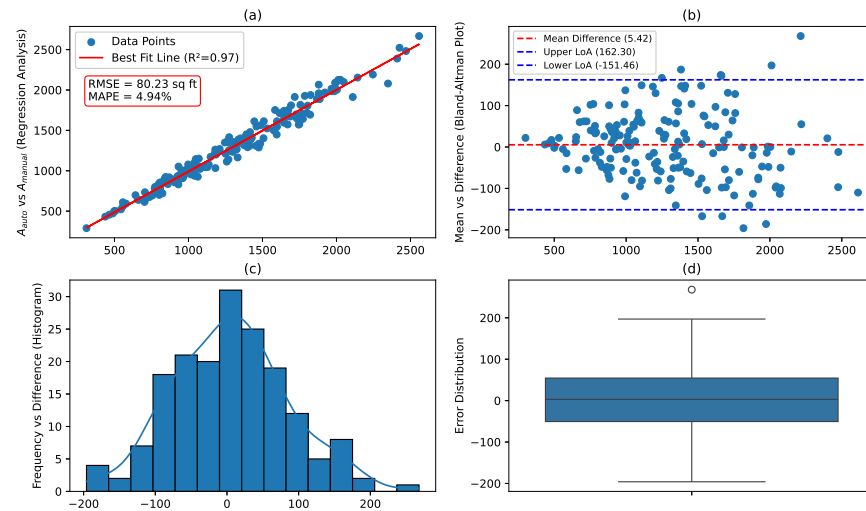 (a)
A_auto vs A_manual (Regression Analysis)
2500
2000
1500
1000
500
Data Points
Best Fit Line (R²=0.97)
RMSE = 80.23 sq ft
MAPE = 4.94%
500 1000 1500 2000 2500
(b)
Mean vs Difference (Bland-Altman Plot)
200
100
0
−100
−200
Mean Difference (5.42)
Upper LoA (162.30)
Lower LoA (-151.46)
500 1000 1500 2000 2500
(c)
Frequency vs Difference (Histogram)
30
25
20
15
10
5
0
−200 −100 0 100 200
(d)
Error Distribution
200
100
0
−100
−200